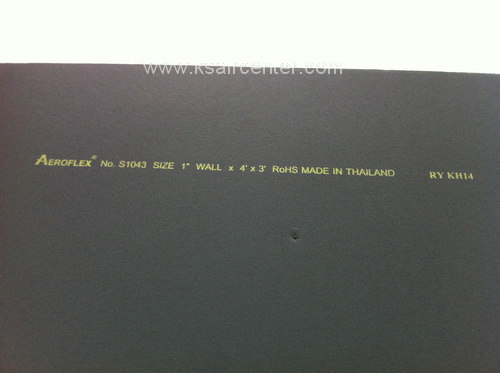 www.ksaircenter.com
AEROFLEX® No. S1043 SIZE 1" WALL x 4' x 3' RoHS MADE IN THAILAND RY KH14